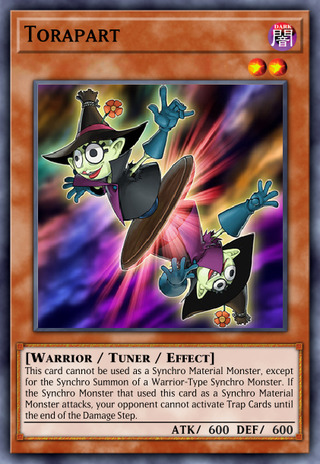 Torapart
DARK
闇
[Warrior / Tuner / Effect]
This card cannot be used as a Synchro Material Monster, except
for the Synchro Summon of a Warrior-Type Synchro Monster. If
the Synchro Monster that used this card as a Synchro Material
Monster attacks, your opponent cannot activate Trap Cards until
the end of the Damage Step.
ATK/ 600 DEF/ 600